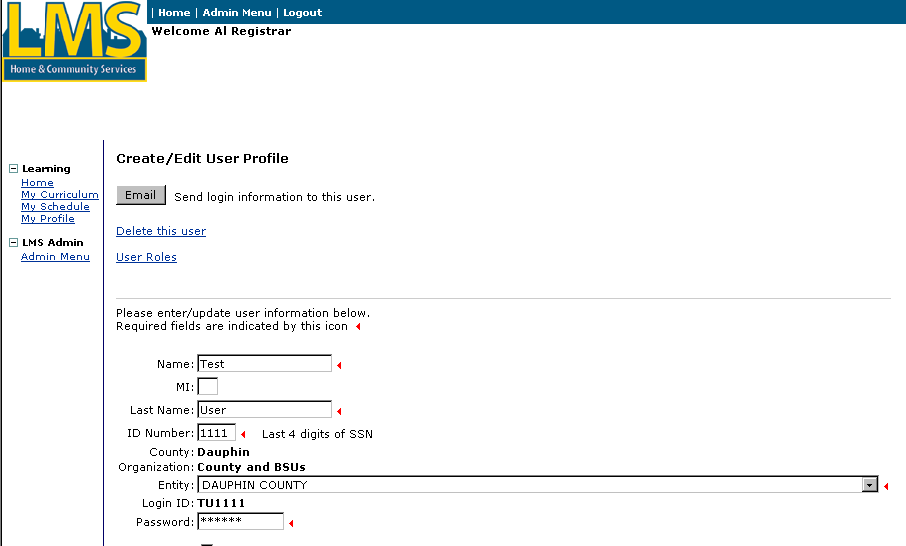 LMS
Home & Community Services
| Home | Admin Menu | Logout
Welcome Al Registrar
Learning
Home
My Curriculum
My Schedule
My Profile
LMS Admin
Admin Menu
Create/Edit User Profile
Email Send login information to this user.
Delete this user
User Roles
Please enter/update user information below.
Required fields are indicated by this icon
Name: Test
MI:
Last Name: User
ID Number: 1111 Last 4 digits of SSN
County: Dauphin
Organization: County and BSUs
Entity: DAUPHIN COUNTY
Login ID: TU1111
Password: ******